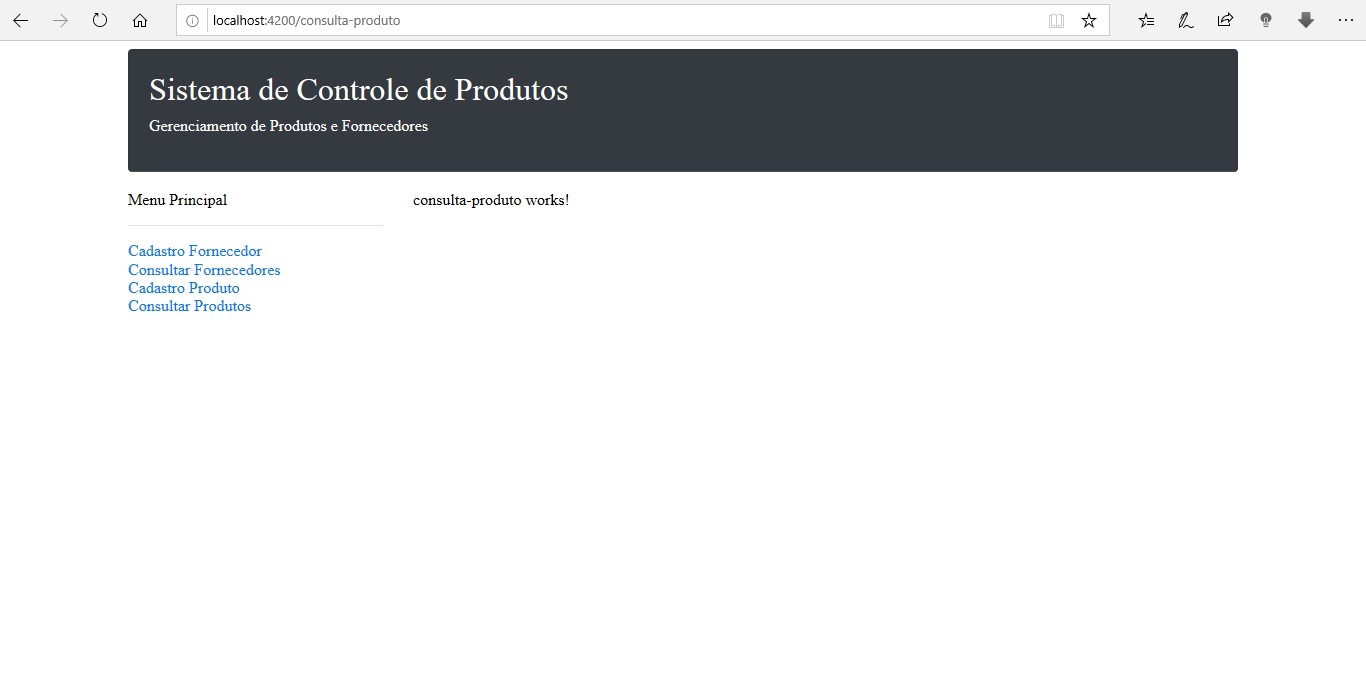 localhost:4200/consulta-produto
Sistema de Controle de Produtos
Gerenciamento de Produtos e Fornecedores
Menu Principal
consulta-produto works!
Cadastro Fornecedor
Consultar Fornecedores
Cadastro Produto
Consultar Produtos